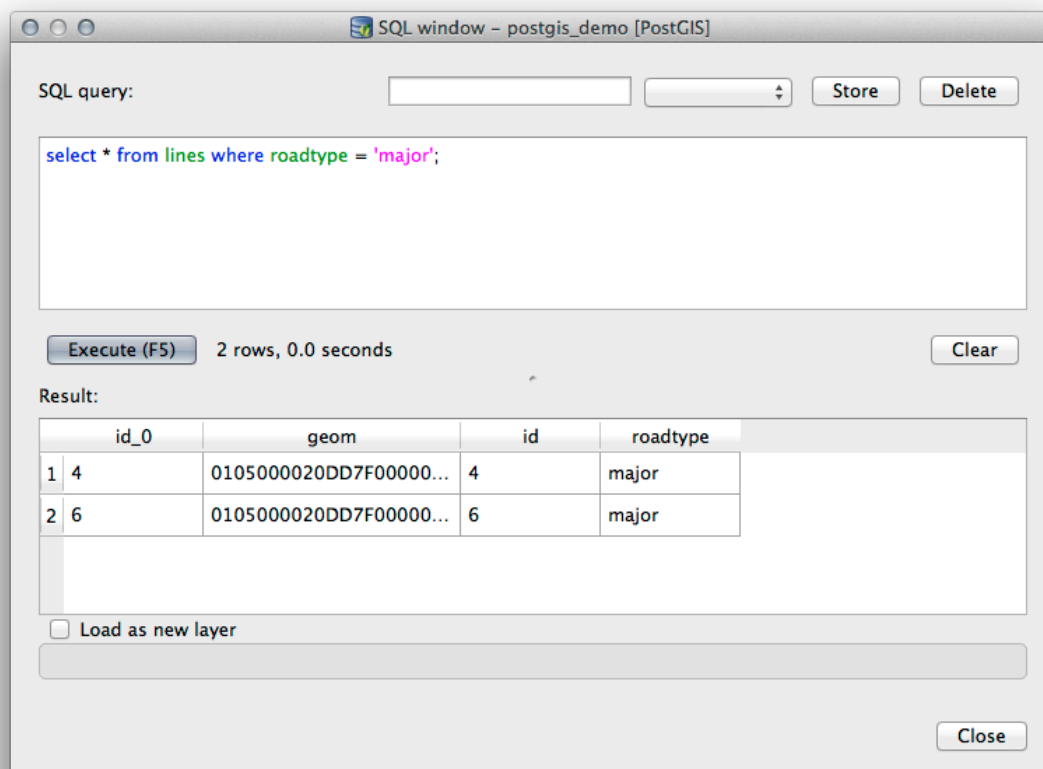 SQL window – postgis_demo [PostGIS]
SQL query:
Store
Delete
select * from lines where roadtype = 'major';
Execute (F5)
2 rows, 0.0 seconds
Clear
Result:
id_0 geom id roadtype
1 4 0105000020DD7F00000... 4 major
2 6 0105000020DD7F00000... 6 major
Load as new layer
Close